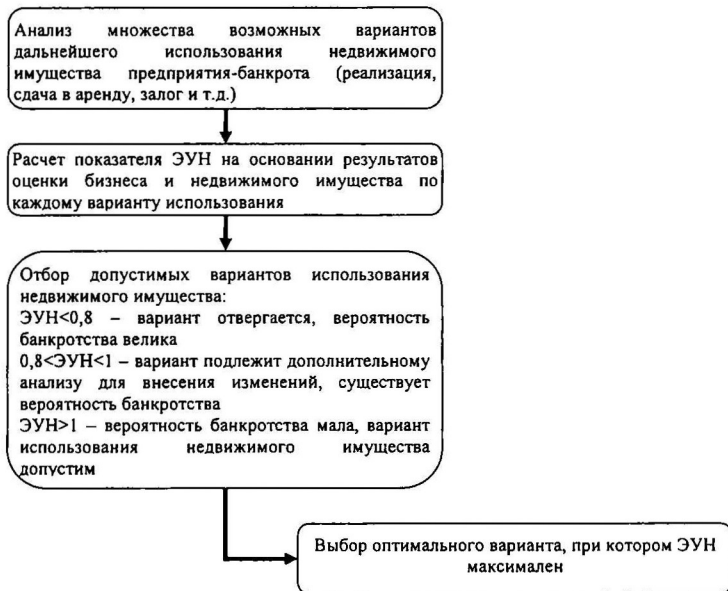 Анализ множества возможных вариантов
дальнейшего использования недвижимого
имущества предприятия-банкрота (реализация,
сдача в аренду, залог и т.д.)
Расчет показателя ЭУН на основании результатов
оценки бизнеса и недвижимого имущества по
каждому варианту использования
Отбор допустимых вариантов использования
недвижимого имущества:
ЭУН<0,8 – вариант отвергается, вероятность
банкротства велика
0,8<ЭУН<1 – вариант подлежит дополнительному
анализу для внесения изменений, существует
вероятность банкротства
ЭУН>1 – вероятность банкротства мала, вариант
использования недвижимого имущества
допустим
Выбор оптимального варианта, при котором ЭУН
максимален